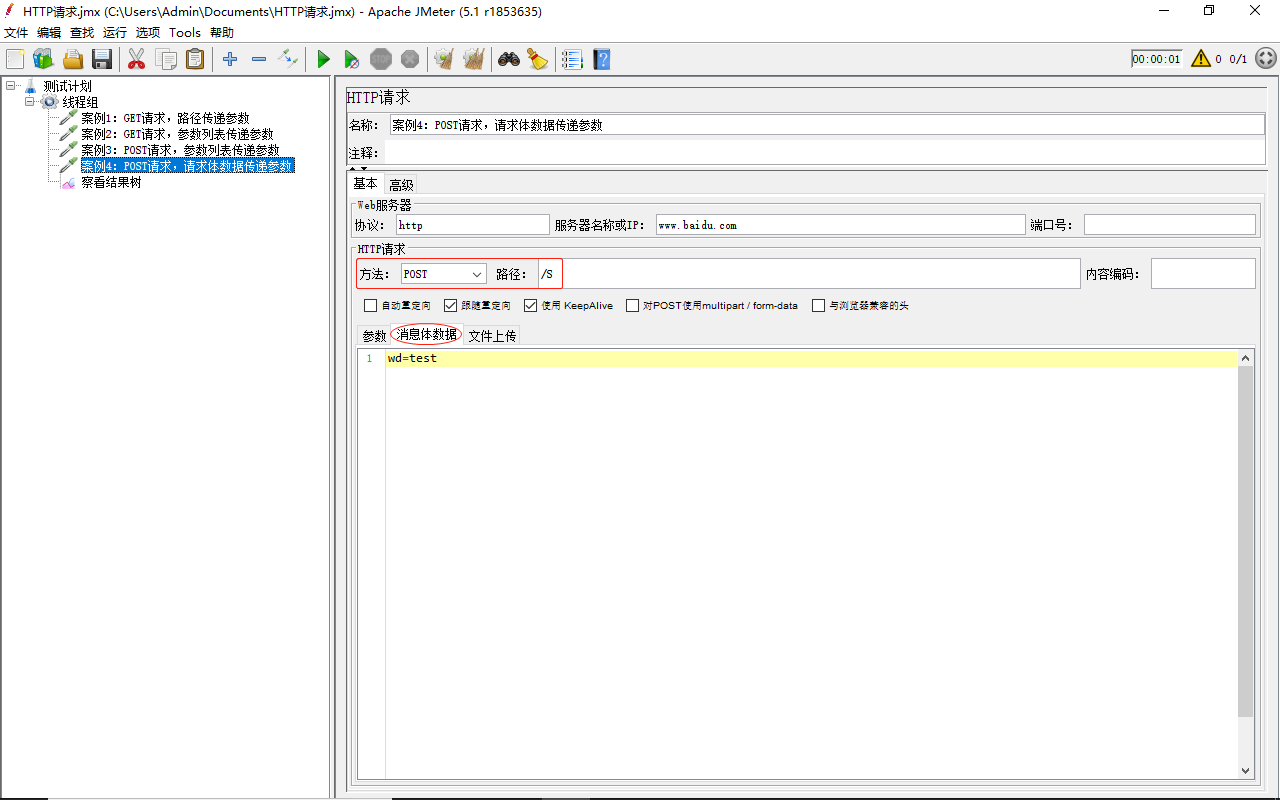 HTTP请求.jmx (C:\Users\Admin\Documents\HTTP请求.jmx) - Apache JMeter (5.1 r1853635)
文件 编辑 查找 运行 选项 Tools 帮助
STOP 00:00:01 0 0/1
测试计划
线程组
案例1: GET请求，路径传递参数
案例2: GET请求，参数列表传递参数
案例3: POST请求，参数列表传递参数
案例4: POST请求，请求体数据传递参数
察看结果树
HTTP请求
名称: 案例4: POST请求，请求体数据传递参数
注释:
基本 高级
Web服务器
协议: http 服务器名称或IP: www.baidu.com 端口号:
HTTP请求
方法: POST 路径: /S 内容编码:
自动重定向 跟随重定向 使用 KeepAlive 对POST使用multipart / form-data 与浏览器兼容的头
参数 消息体数据 文件上传
1 wd=test